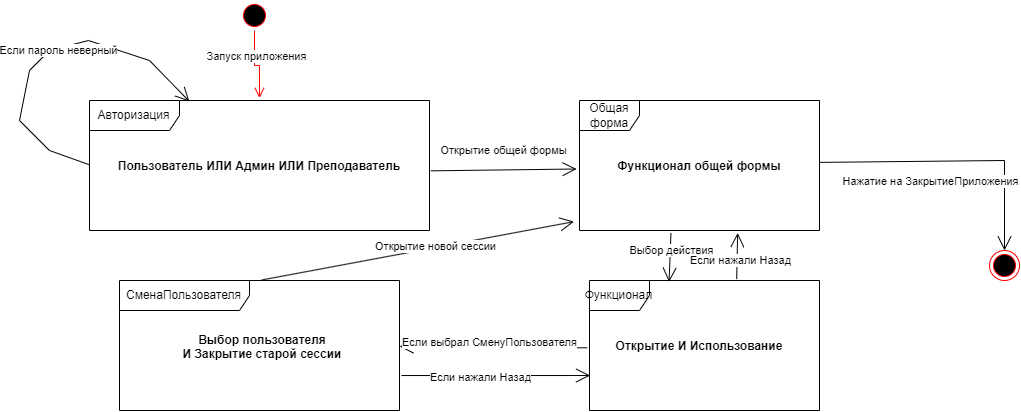 Если пароль неверный
Запуск приложения
Авторизация
Пользователь ИЛИ Админ ИЛИ Преподаватель
Открытие общей формы
Общая
форма
Функционал общей формы
Нажатие на ЗакрытиеПриложения
Открытие новой сессии
Выбор действия
Если нажали Назад
СменаПользователя
Выбор пользователя
И Закрытие старой сессии
Если выбрал СменуПользователя
Если нажали Назад
Функционал
Открытие И Использование